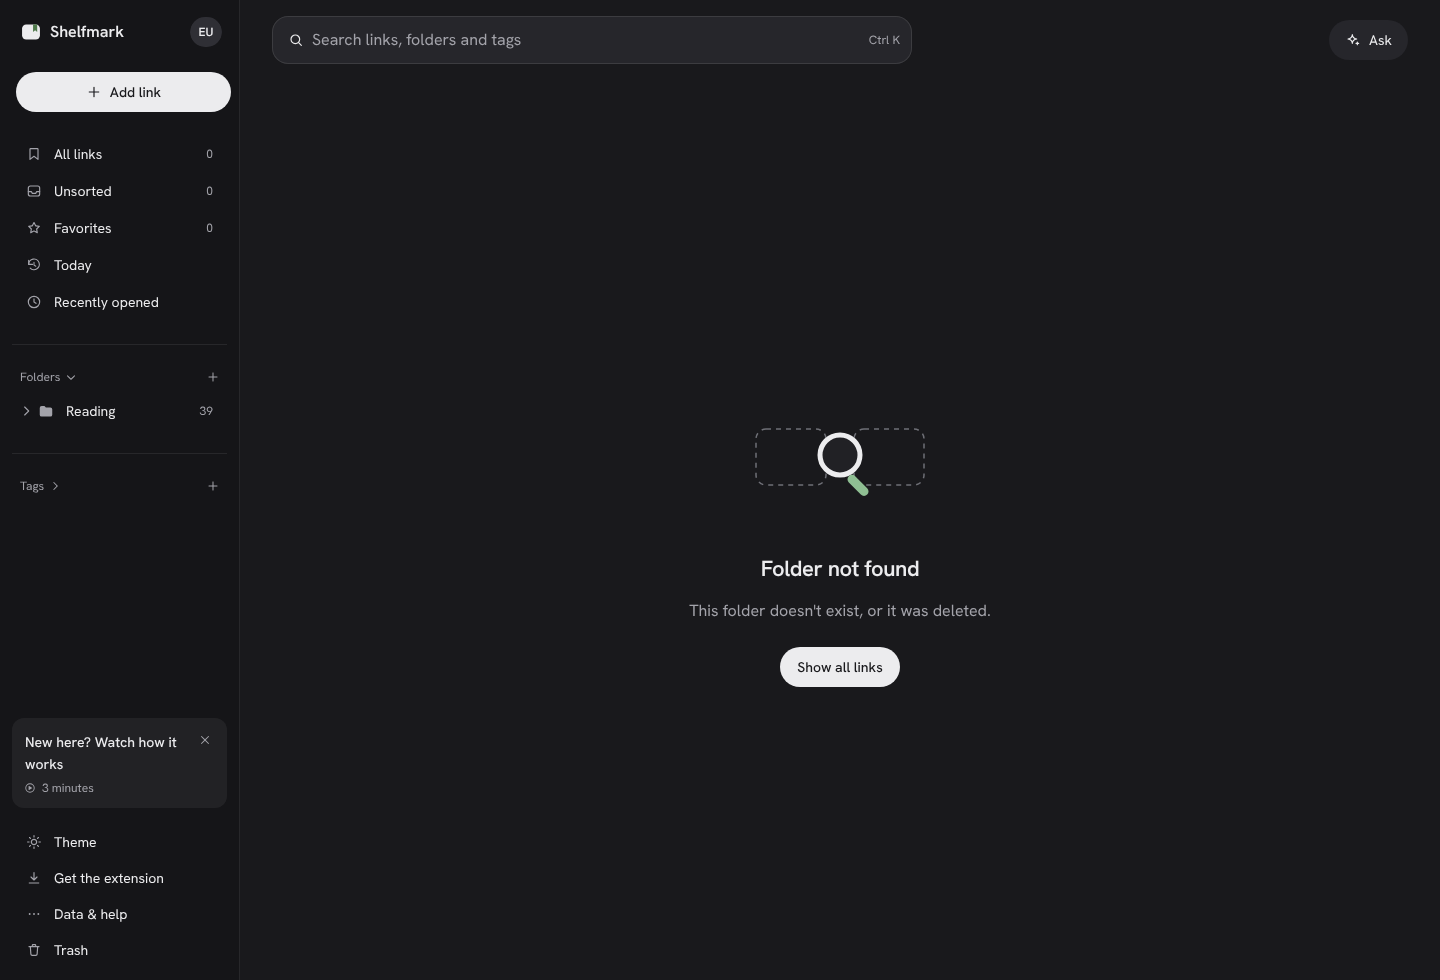 Shelfmark
EU
Add link
All links 0
Unsorted 0
Favorites 0
Today
Recently opened
Folders
Reading 39
Tags
New here? Watch how it
works
3 minutes
Theme
Get the extension
Data & help
Trash
Search links, folders and tags Ctrl K
Ask
Folder not found
This folder doesn't exist, or it was deleted.
Show all links